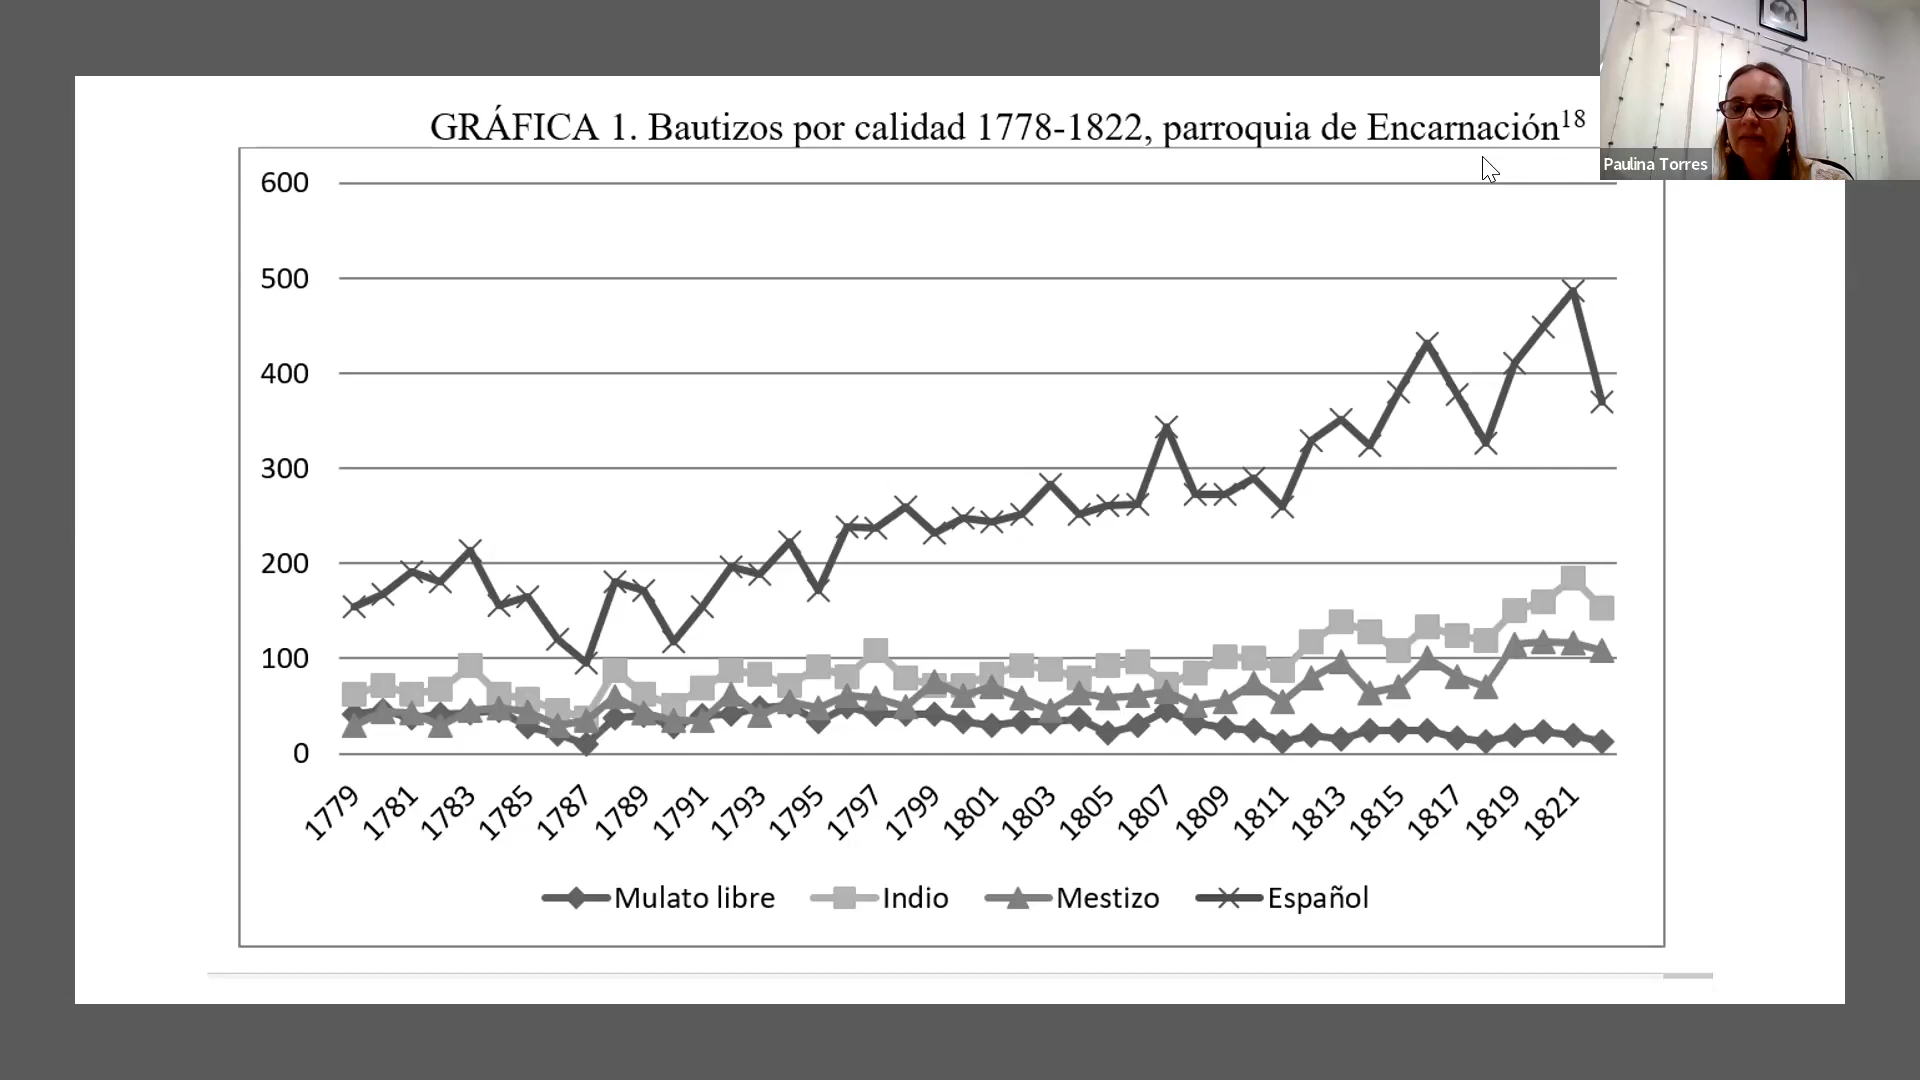 GRÁFICA 1. Bautizos por calidad 1778-1822, parroquia de Encarnación18
Paulina Torres
600
500
400
300
200
100
0
1779 1781 1783 1785 1787 1789 1791 1793 1795 1797 1799 1801 1803 1805 1807 1809 1811 1813 1815 1817 1819 1821
Mulato libre Indio Mestizo Español